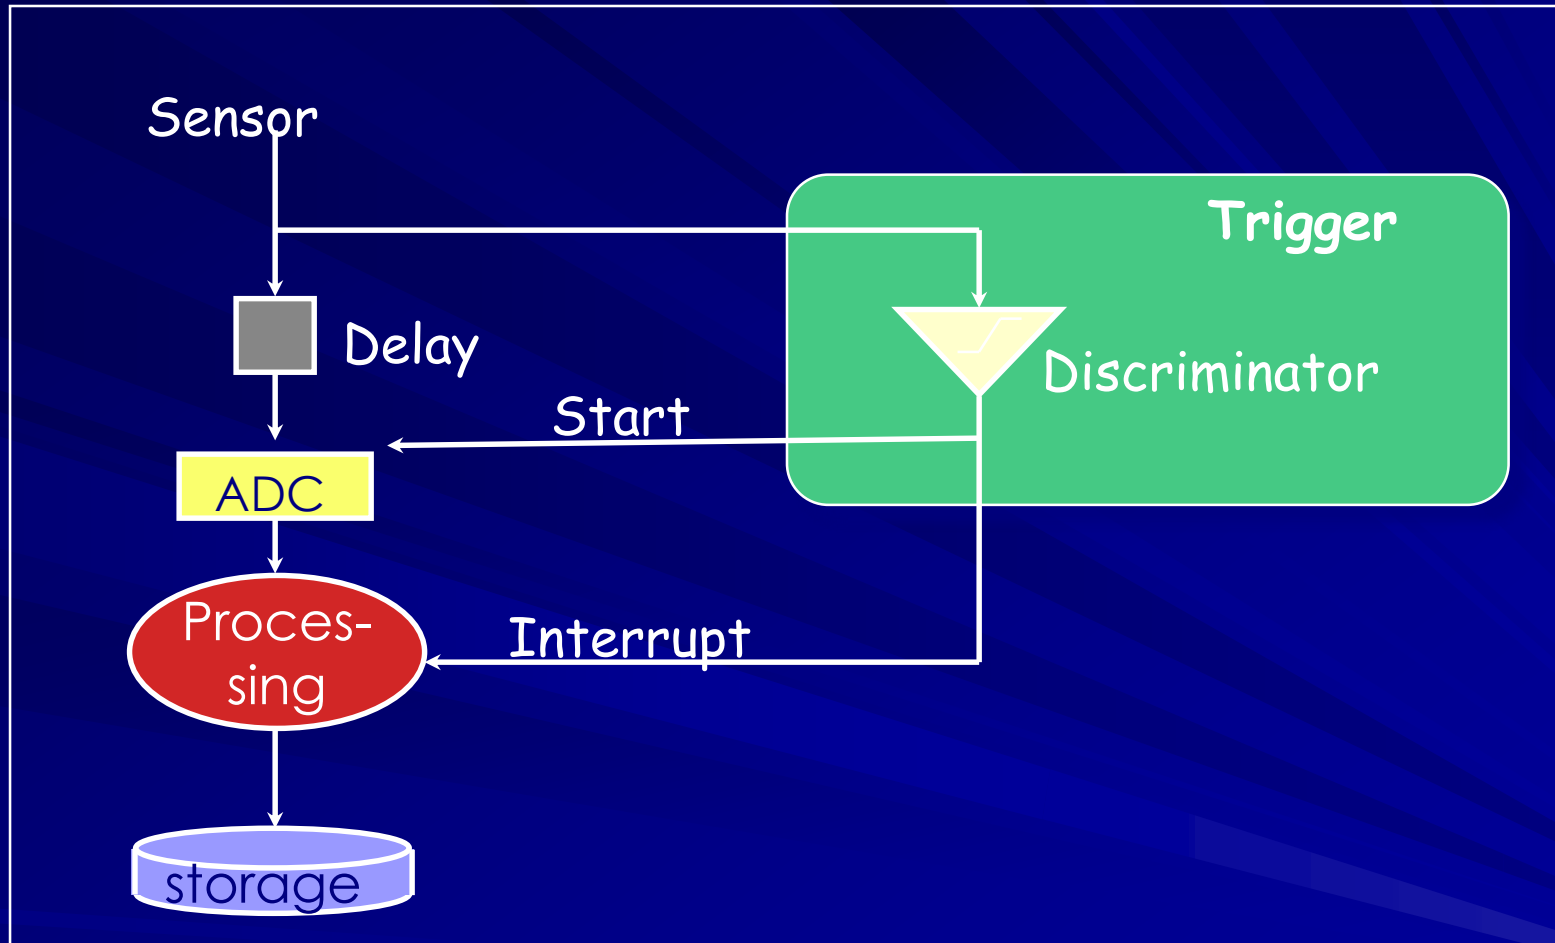 Sensor
Trigger
Delay
Discriminator
Start
ADC
Proces-
sing
Interrupt
storage